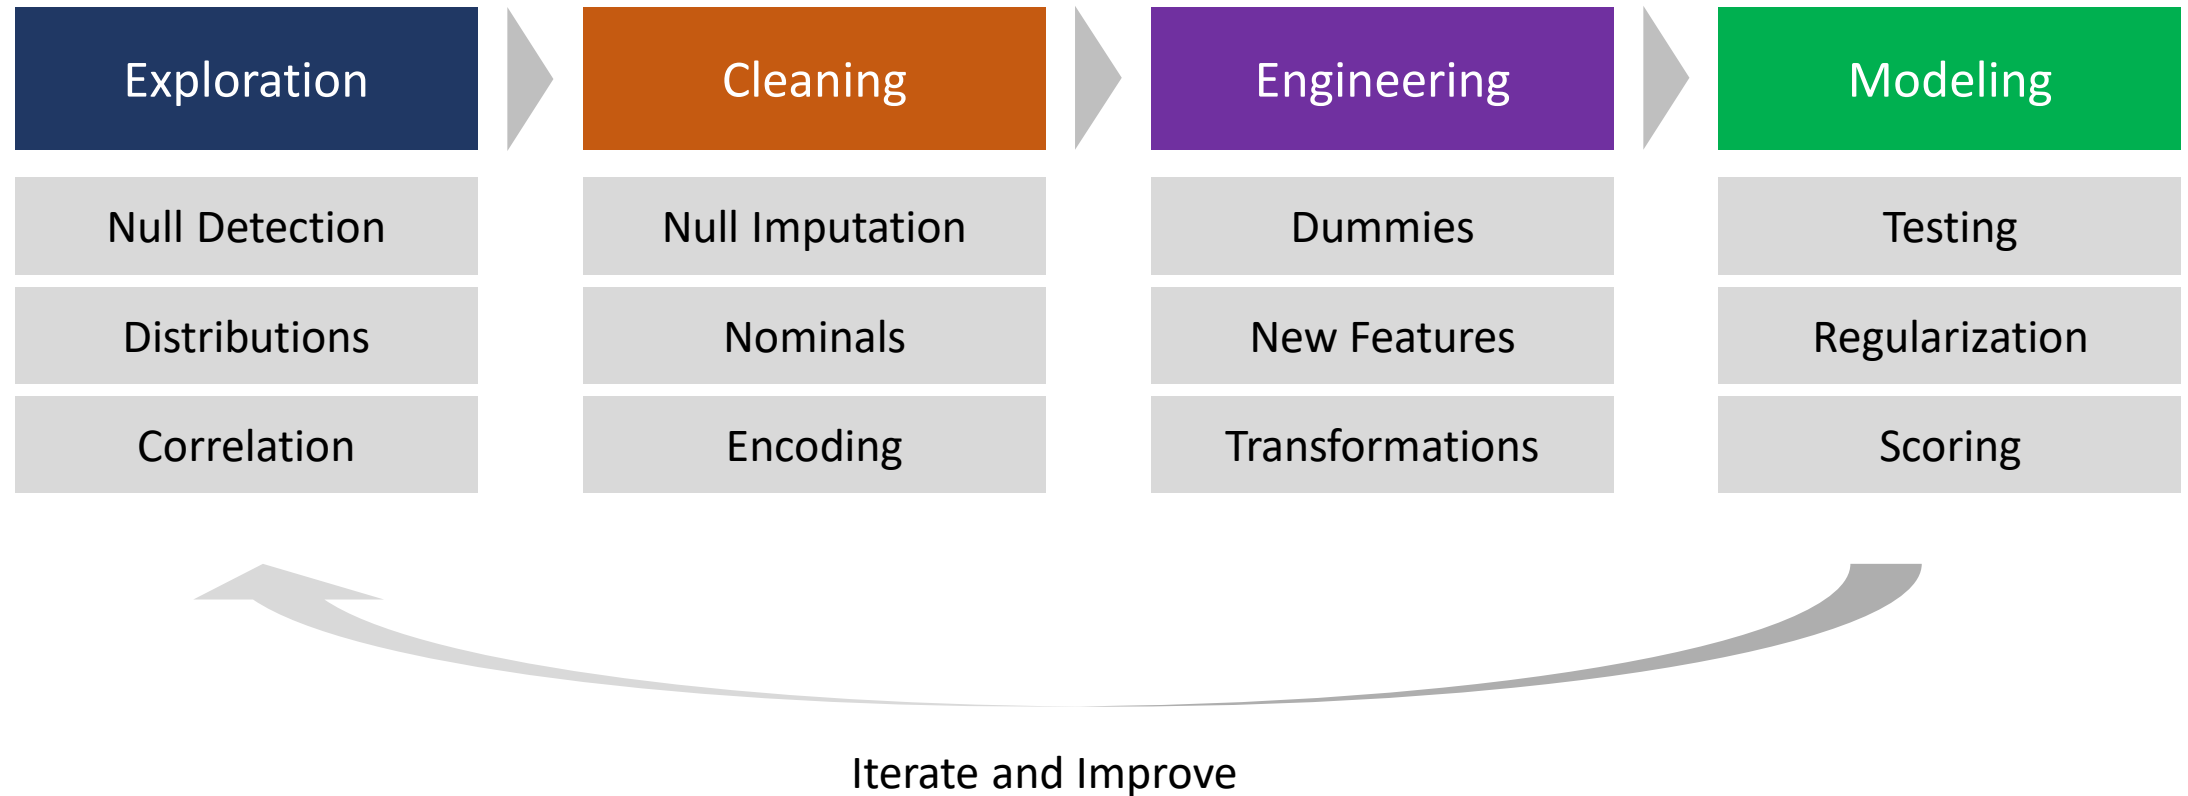 Exploration
Cleaning
Engineering
Modeling
Null Detection
Null Imputation
Dummies
Testing
Distributions
Nominals
New Features
Regularization
Correlation
Encoding
Transformations
Scoring
Iterate and Improve